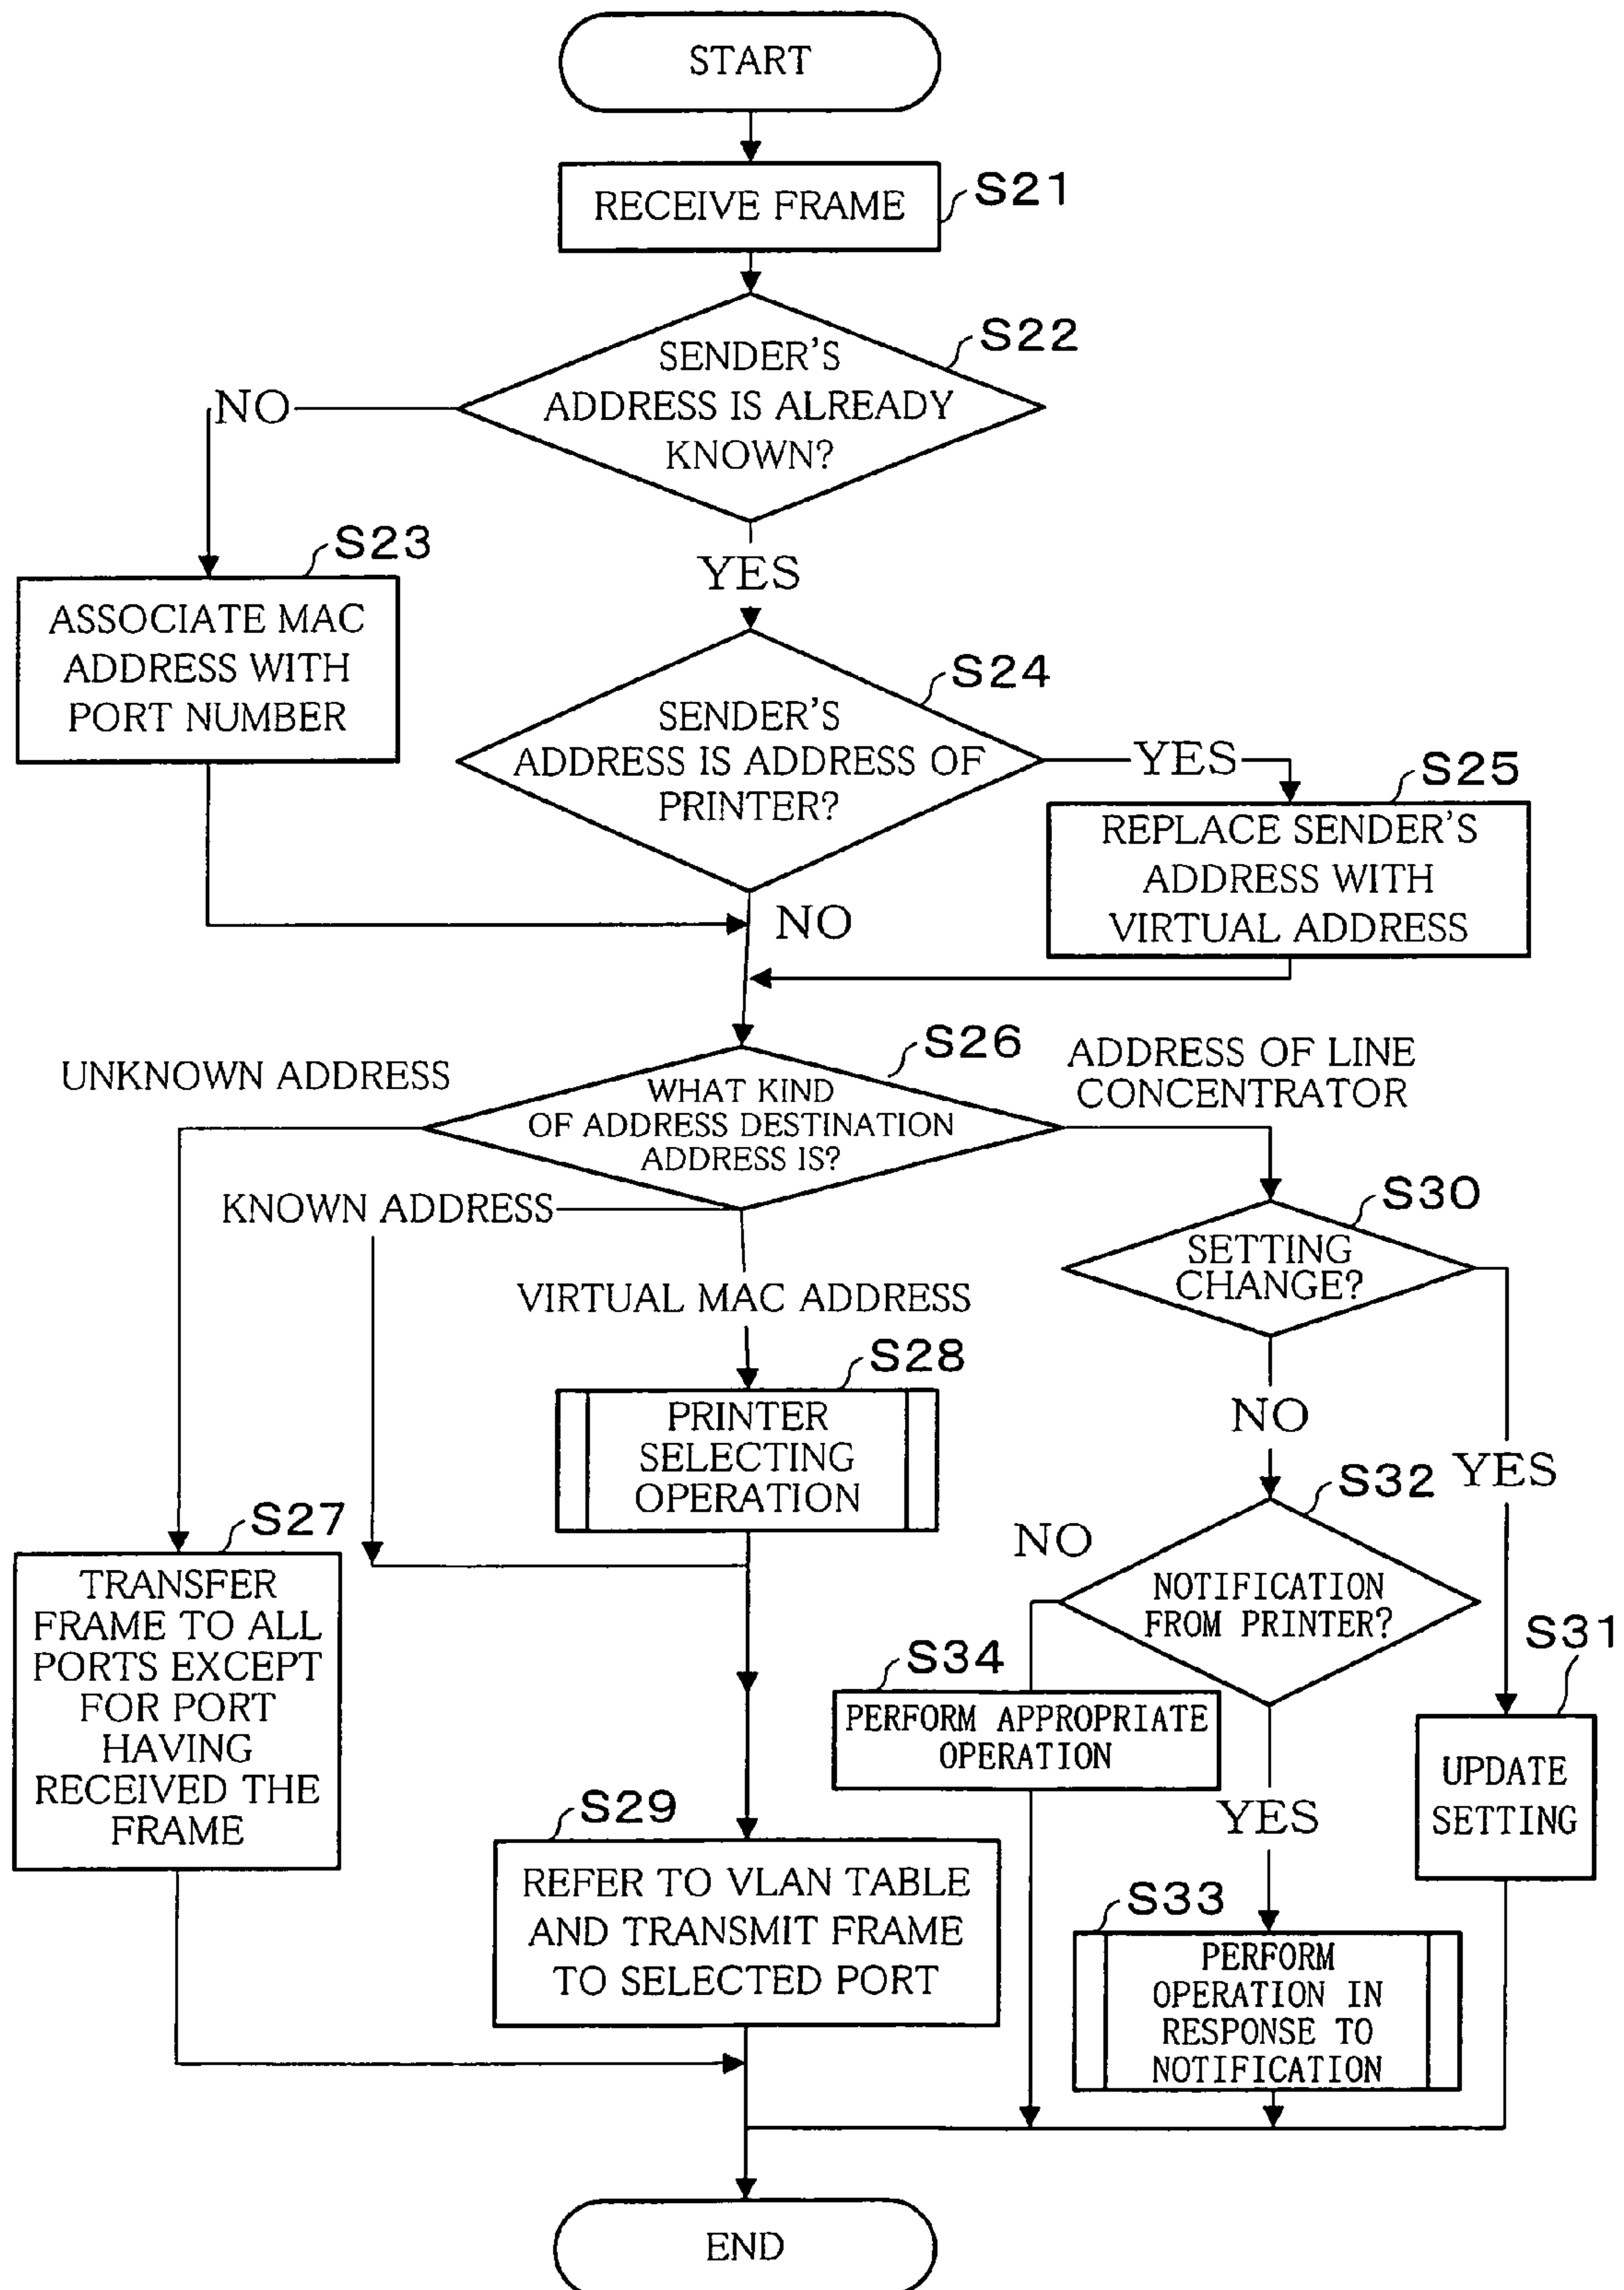 START
RECEIVE FRAME
S21
SENDER'S
ADDRESS IS ALREADY
KNOWN?
S22
NO
YES
S23
ASSOCIATE MAC
ADDRESS WITH
PORT NUMBER
S24
SENDER'S
ADDRESS IS ADDRESS OF
PRINTER?
YES
S25
REPLACE SENDER'S
ADDRESS WITH
VIRTUAL ADDRESS
NO
S26
WHAT KIND
OF ADDRESS DESTINATION
ADDRESS IS?
UNKNOWN ADDRESS
ADDRESS OF LINE
CONCENTRATOR
KNOWN ADDRESS
VIRTUAL MAC ADDRESS
S30
SETTING
CHANGE?
S28
PRINTER
SELECTING
OPERATION
NO
YES
S27
TRANSFER
FRAME TO ALL
PORTS EXCEPT
FOR PORT
HAVING
RECEIVED THE
FRAME
S32
NOTIFICATION
FROM PRINTER?
NO
S34
PERFORM APPROPRIATE
OPERATION
YES
S31
UPDATE
SETTING
S29
REFER TO VLAN TABLE
AND TRANSMIT FRAME
TO SELECTED PORT
S33
PERFORM
OPERATION IN
RESPONSE TO
NOTIFICATION
END